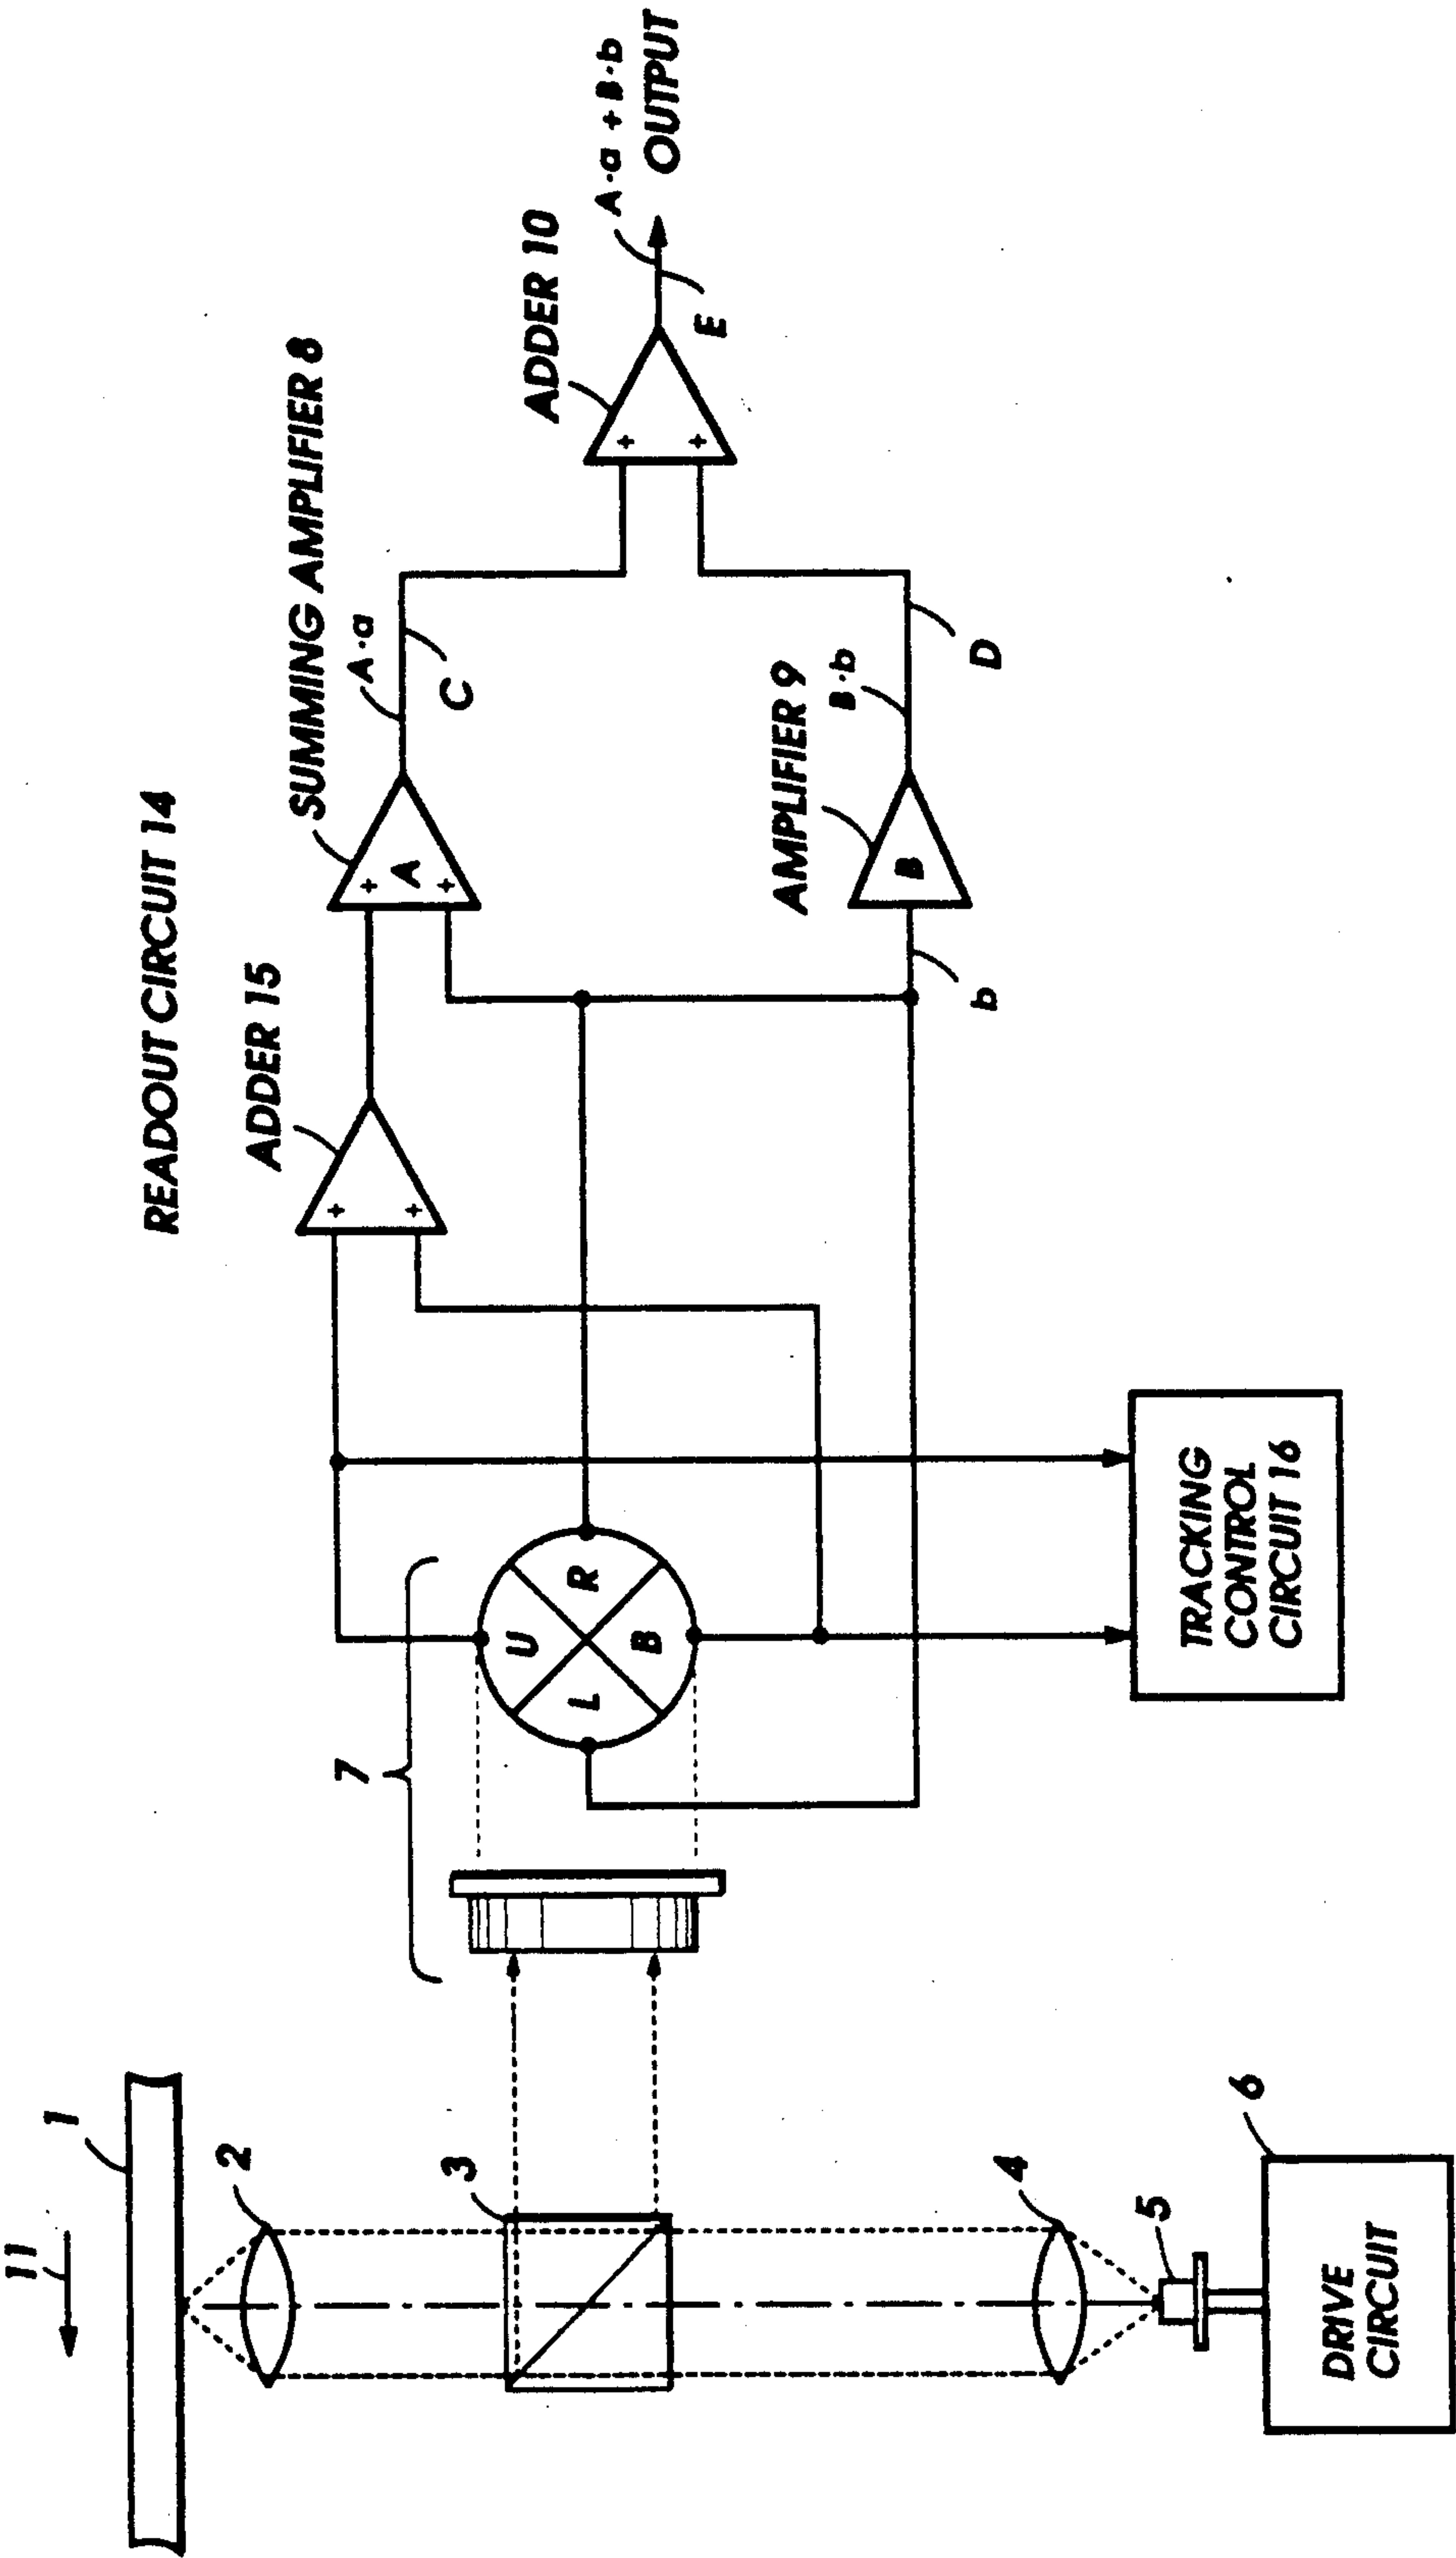 READOUT CIRCUIT 14
SUMMING AMPLIFIER 8
ADDER 15
ADDER 10
A·a
C
A·a + B·b
OUTPUT
E
+
+
+
A
+
+
+
AMPLIFIER 9
B·b
B
b
D
7
U
L
R
B
11
1
2
3
4
5
6
DRIVE
CIRCUIT
TRACKING
CONTROL
CIRCUIT 16